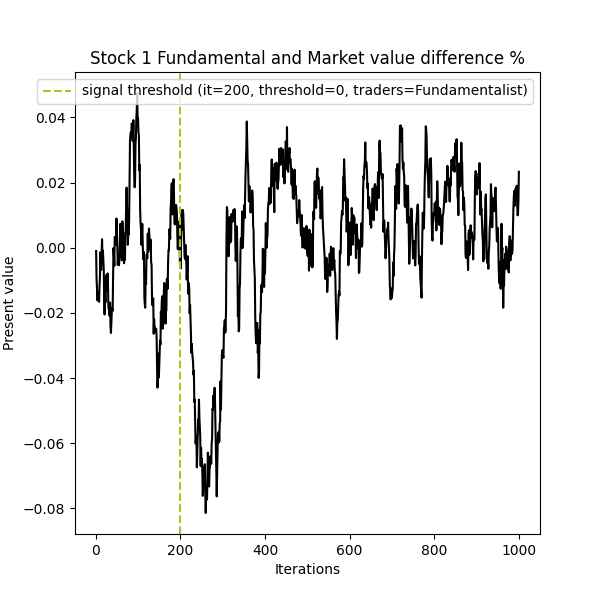 Stock 1 Fundamental and Market value difference %
signal threshold (it=200, threshold=0, traders=Fundamentalist)
0.04
0.02
0.00
−0.02
−0.04
−0.06
−0.08
Present value
0 200 400 600 800 1000
Iterations